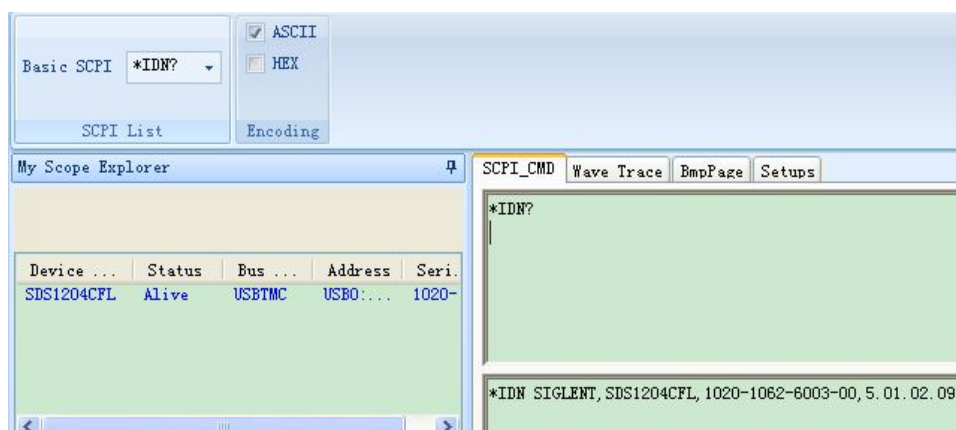 ASCII
Basic SCPI *IDN? HEX
SCPI List Encoding
My Scope Explorer
SCPI_CMD Wave Trace BmpPage Setups
*IDN?
Device ... Status Bus ... Address Seri.
SDS1204CFL Alive USBTMC USB0:... 1020-
*IDN SIGLENT,SDS1204CFL,1020-1062-6003-00,5.01.02.09